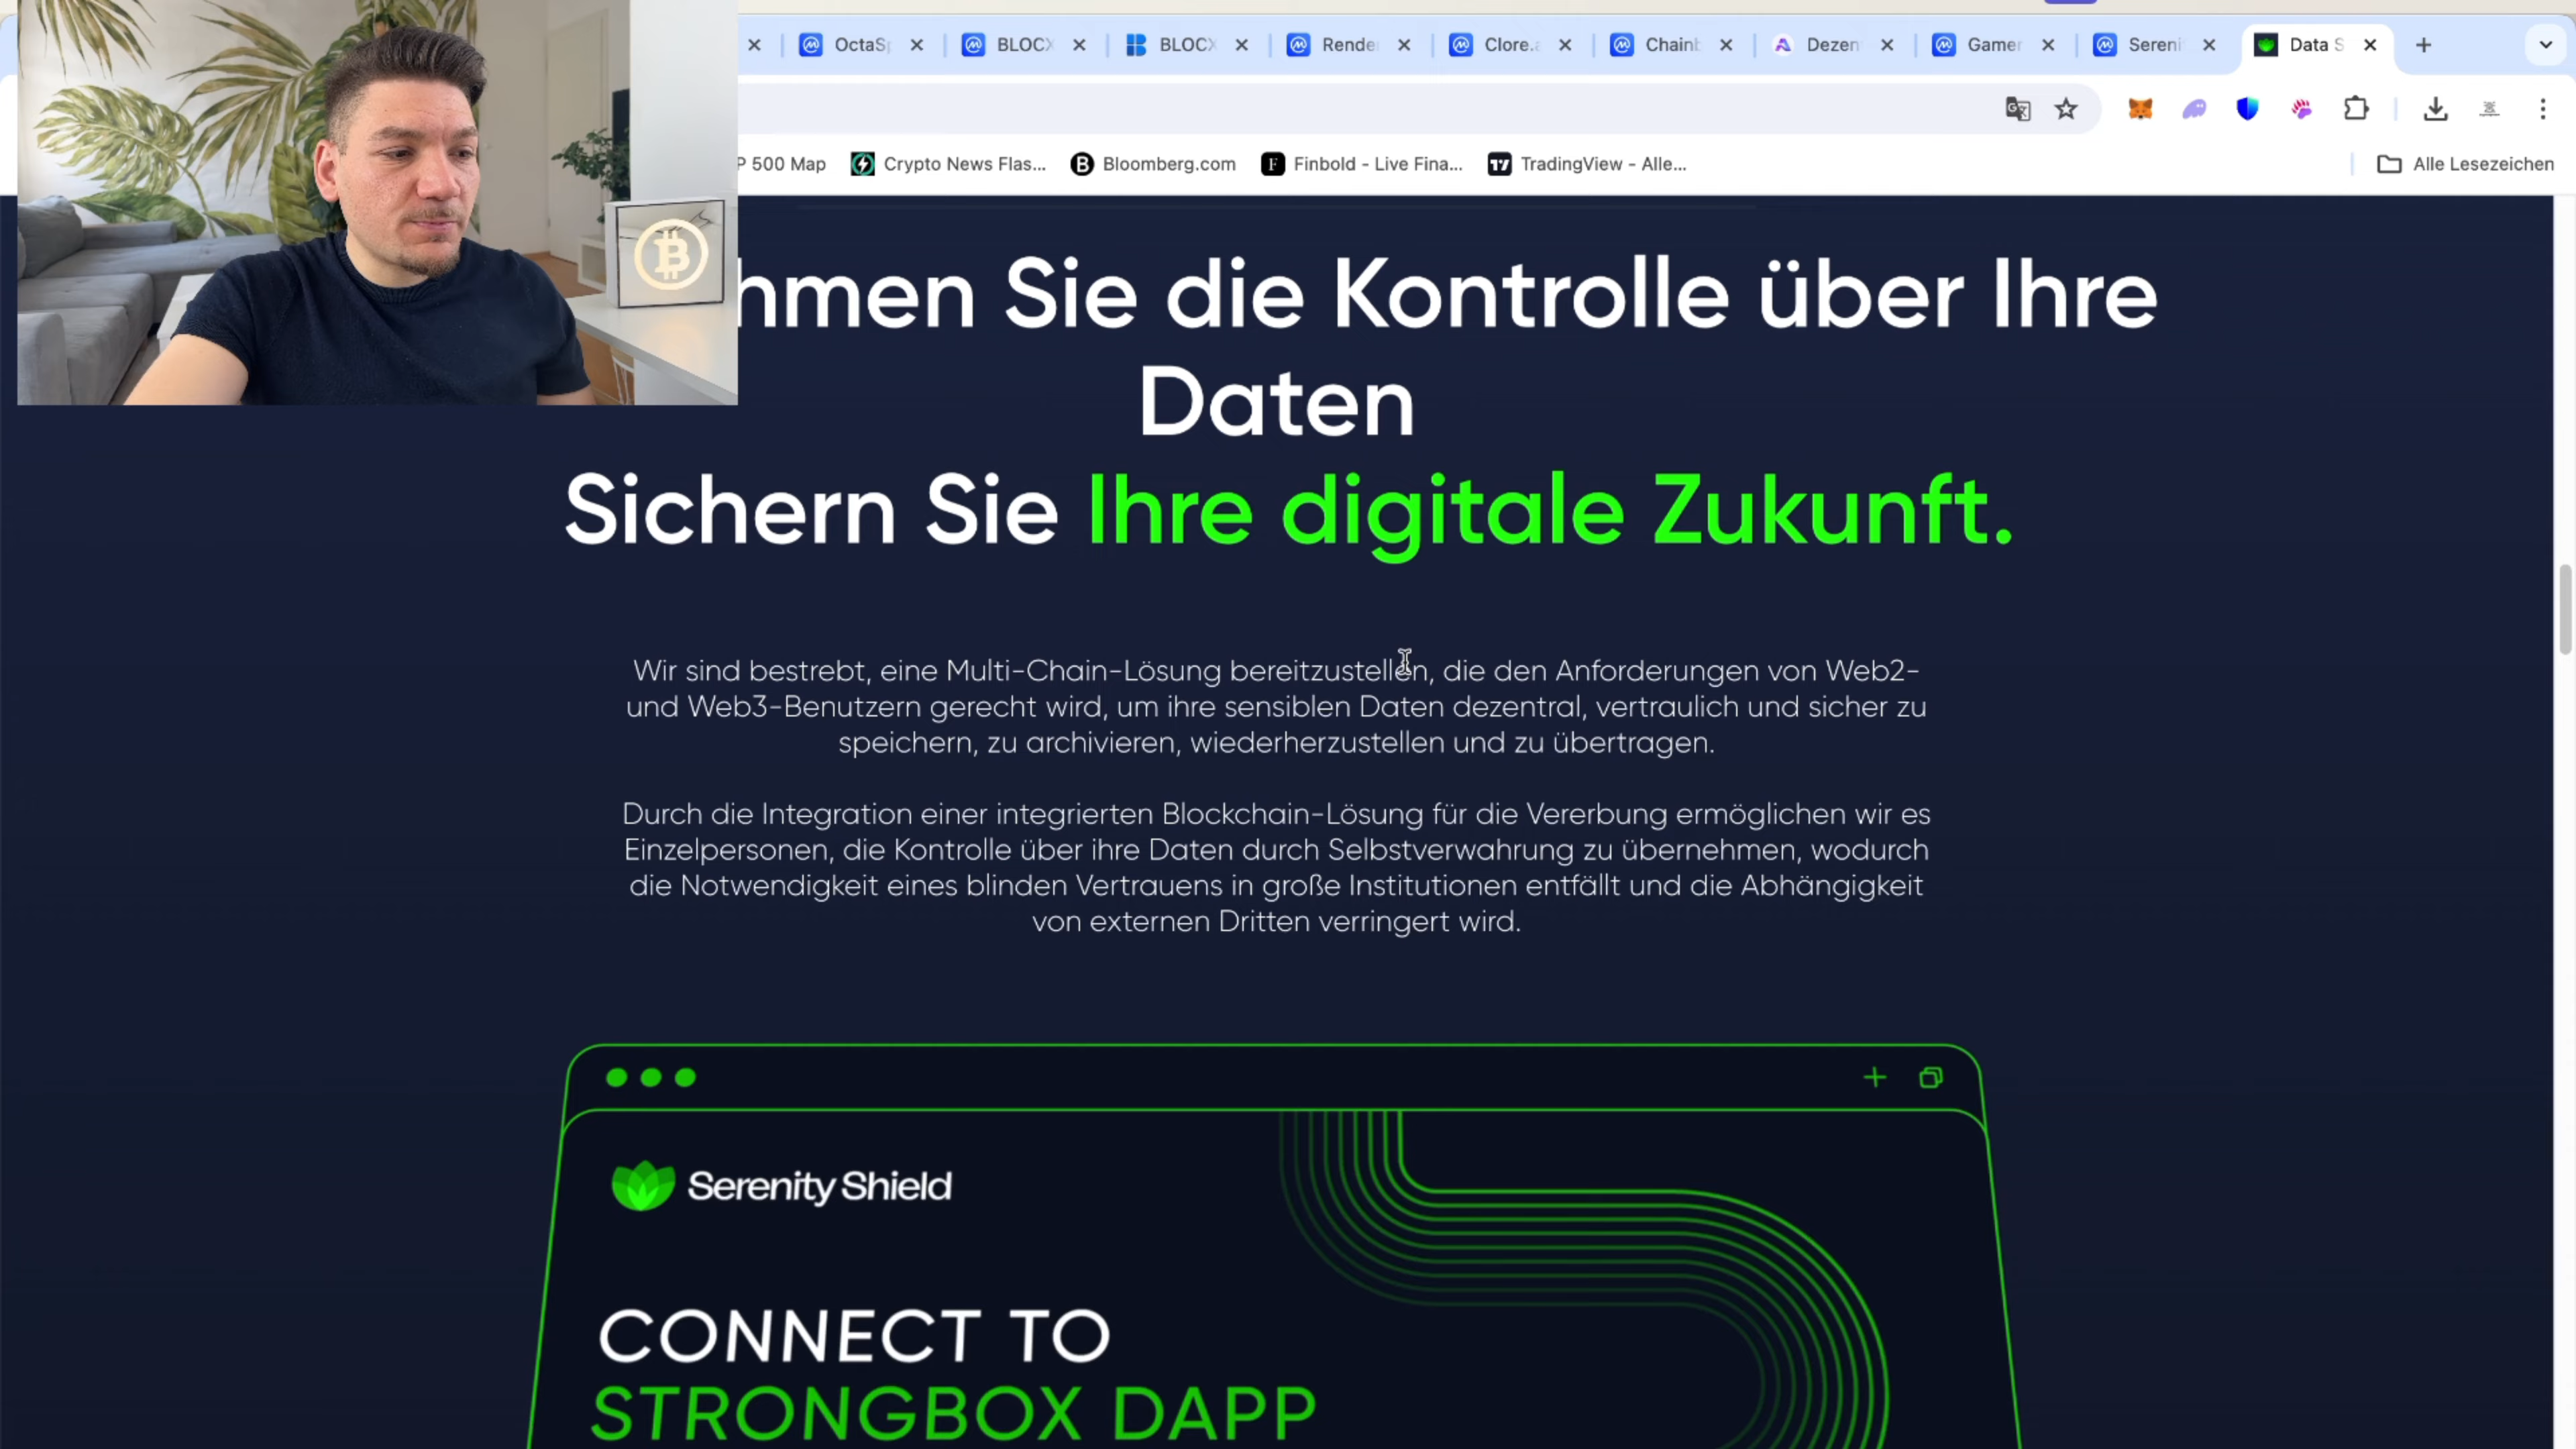 OctaS
BLOCX
BLOCX
Rende
Clore.a
Chain
Dezen
Gamer
Sereni
Data S
P 500 Map
Crypto News Flas...
Bloomberg.com
Finbold - Live Fina...
TradingView - Alle...
Alle Lesezeichen
hmen Sie die Kontrolle über Ihre
Daten
Sichern Sie Ihre digitale Zukunft.
Wir sind bestrebt, eine Multi-Chain-Lösung bereitzustellen, die den Anforderungen von Web2-
und Web3-Benutzern gerecht wird, um ihre sensiblen Daten dezentral, vertraulich und sicher zu
speichern, zu archivieren, wiederherzustellen und zu übertragen.
Durch die Integration einer integrierten Blockchain-Lösung für die Vererbung ermöglichen wir es
Einzelpersonen, die Kontrolle über ihre Daten durch Selbstverwahrung zu übernehmen, wodurch
die Notwendigkeit eines blinden Vertrauens in große Institutionen entfällt und die Abhängigkeit
von externen Dritten verringert wird.
Serenity Shield
CONNECT TO
STRONGBOX DAPP